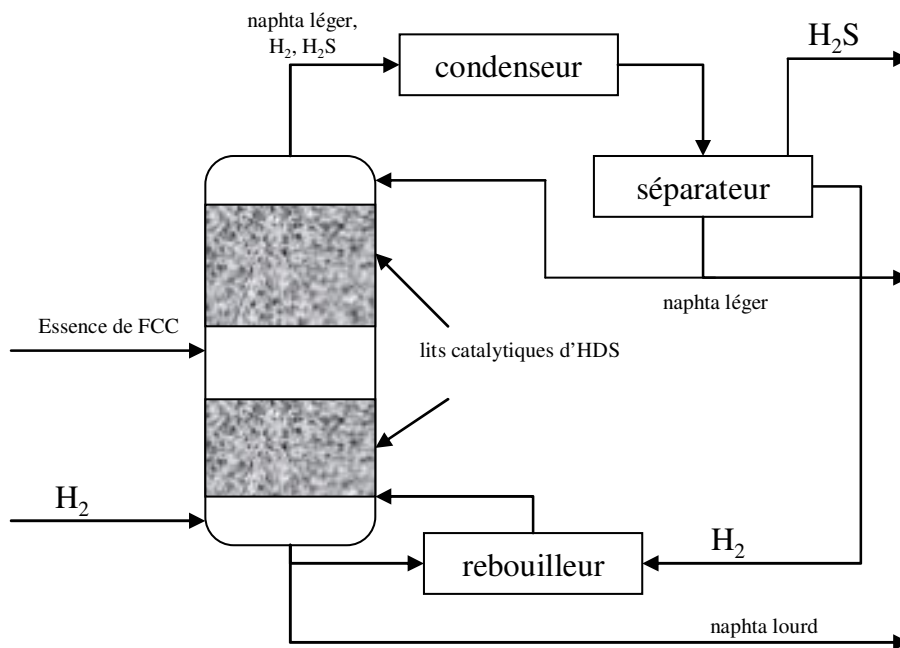 naphta léger,
H₂, H₂S
condenseur
H₂S
séparateur
naphta léger
Essence de FCC
lits catalytiques d'HDS
H₂
H₂
rebouilleur
naphta lourd